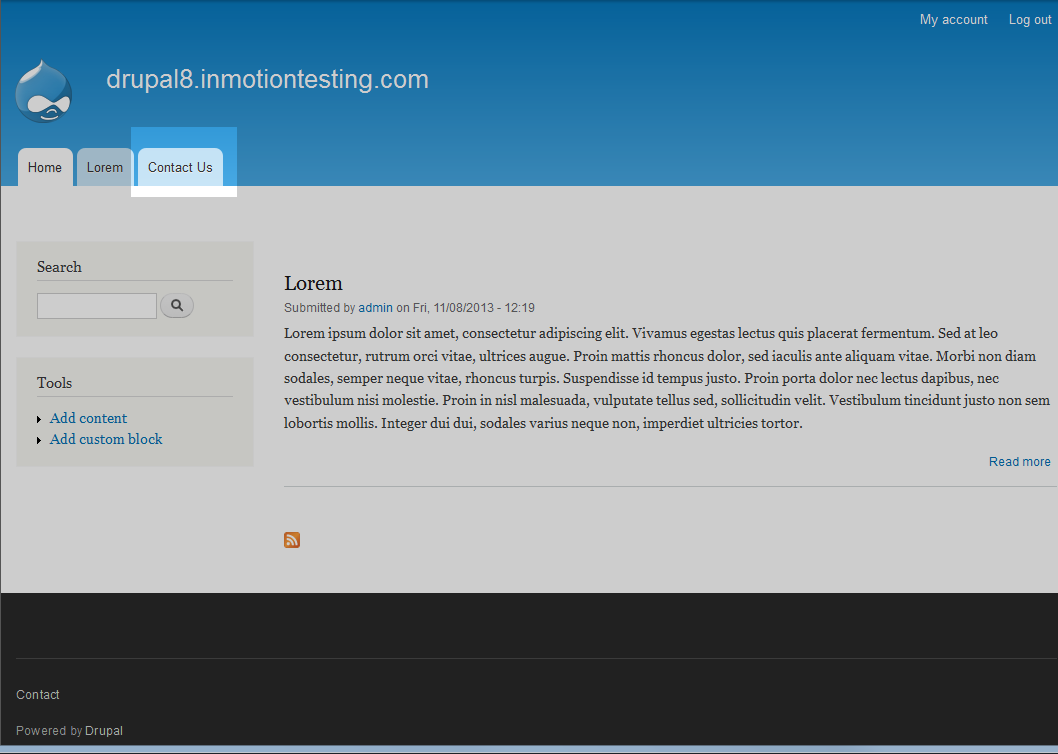 My account Log out
drupal8.inmotiontesting.com
Home Lorem Contact Us
Search
Lorem
Submitted by admin on Fri, 11/08/2013 - 12:19
Lorem ipsum dolor sit amet, consectetur adipiscing elit. Vivamus egestas lectus quis placerat fermentum. Sed at leo
consectetur, rutrum orci vitae, ultrices augue. Proin mattis rhoncus dolor, sed iaculis ante aliquam vitae. Morbi non diam
sodales, semper neque vitae, rhoncus turpis. Suspendisse id tempus justo. Proin porta dolor nec lectus dapibus, nec
vestibulum nisi molestie. Proin in nisl malesuada, vulputate tellus sed, sollicitudin velit. Vestibulum tincidunt justo non sem
lobortis mollis. Integer dui dui, sodales varius neque non, imperdiet ultricies tortor.
Read more
Tools
Add content
Add custom block
Contact
Powered by Drupal